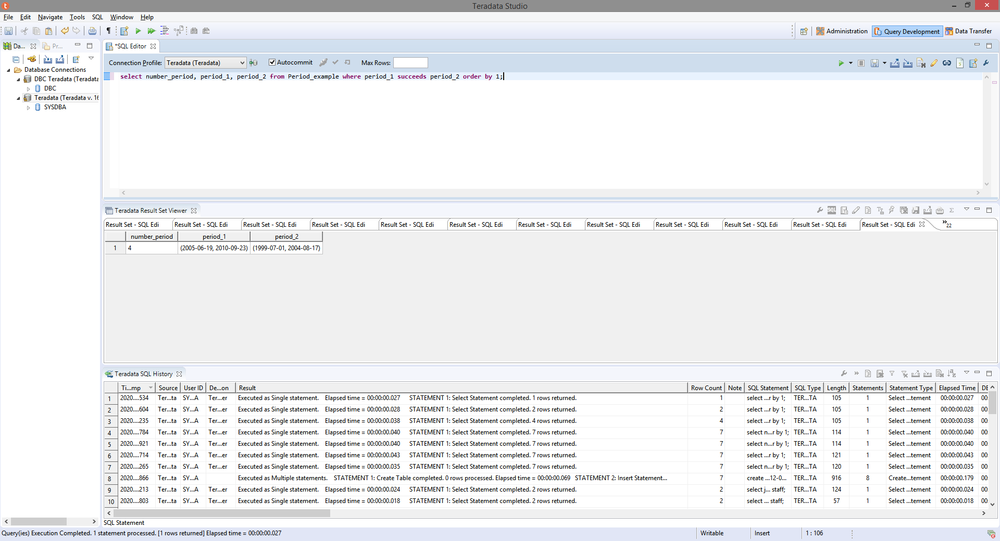 Teradata Studio
File Edit Navigate Tools SQL Window Help
Administration Query Development Data Transfer
Da... Pr...
*SQL Editor
Connection Profile: Teradata (Teradata) Autocommit Max Rows:
Database Connections
DBC Teradata (Teradata
DBC
Teradata (Teradata v. 16
SYSDBA
select number_period, period_1, period_2 from Period_example where period_1 succeeds period_2 order by 1;
Teradata Result Set Viewer
Result Set - SQL Edi Result Set - SQL Edi Result Set - SQL Edi Result Set - SQL Edi Result Set - SQL Edi Result Set - SQL Edi Result Set - SQL Edi Result Set - SQL Edi Result Set - SQL Edi Result Set - SQL Edi Result Set - SQL Edi Result Set - SQL Edi »22
number_period period_1 period_2
1 4 (2005-06-19, 2010-09-23) (1999-07-01, 2004-08-17)
Teradata SQL History
Ti...mp Source User ID De...on Result Row Count Note SQL Statement SQL Type Length Statements Statement Type Elapsed Time DE
1 2020....534 Ter...ta SY...A Ter...er Executed as Single statement. Elapsed time = 00:00:00.027 STATEMENT 1: Select Statement completed. 1 rows returned. 1 select ...r by 1; TER...TA 105 1 Select ...tement 00:00:00.027 00:
2 2020....604 Ter...ta SY...A Ter...er Executed as Single statement. Elapsed time = 00:00:00.028 STATEMENT 1: Select Statement completed. 2 rows returned. 2 select ...r by 1; TER...TA 105 1 Select ...tement 00:00:00.028 00:
3 2020....235 Ter...ta SY...A Ter...er Executed as Single statement. Elapsed time = 00:00:00.038 STATEMENT 1: Select Statement completed. 4 rows returned. 4 select ...r by 1; TER...TA 105 1 Select ...tement 00:00:00.038 00:
4 2020....784 Ter...ta SY...A Ter...er Executed as Single statement. Elapsed time = 00:00:00.040 STATEMENT 1: Select Statement completed. 7 rows returned. 7 select n...r by 1; TER...TA 114 1 Select ...tement 00:00:00.040 00:
5 2020....921 Ter...ta SY...A Ter...er Executed as Single statement. Elapsed time = 00:00:00.040 STATEMENT 1: Select Statement completed. 7 rows returned. 7 select n...r by 1; TER...TA 114 1 Select ...tement 00:00:00.040 00:
6 2020....714 Ter...ta SY...A Ter...er Executed as Single statement. Elapsed time = 00:00:00.043 STATEMENT 1: Select Statement completed. 7 rows returned. 7 select ...r by 1; TER...TA 121 1 Select ...tement 00:00:00.043 00:
7 2020....265 Ter...ta SY...A Ter...er Executed as Single statement. Elapsed time = 00:00:00.035 STATEMENT 1: Select Statement completed. 7 rows returned. 7 select n...r by 1; TER...TA 120 1 Select ...tement 00:00:00.035 00:
8 2020....866 Ter...ta SY...A Executed as Multiple statements. STATEMENT 1: Create Table completed. 0 rows processed. Elapsed time = 00:00:00.069 STATEMENT 2: Insert Statement... 7 create ...12-0... TER...TA 916 8 Create...tement 00:00:00.179 00:
9 2020....213 Ter...ta SY...A Ter...er Executed as Single statement. Elapsed time = 00:00:00.024 STATEMENT 1: Select Statement completed. 2 rows returned. 2 select j... staff; TER...TA 124 1 Select ...tement 00:00:00.024 00:
10 2020....803 Ter...ta SY...A Ter...er Executed as Single statement. Elapsed time = 00:00:00.018 STATEMENT 1: Select Statement completed. 2 rows returned. 2 select ... staff; TER...TA 57 1 Select ...tement 00:00:00.018 00:
SQL Statement
Query(ies) Execution Completed. 1 statement processed. [1 rows returned] Elapsed time = 00:00:00.027 Writable Insert 1 : 106